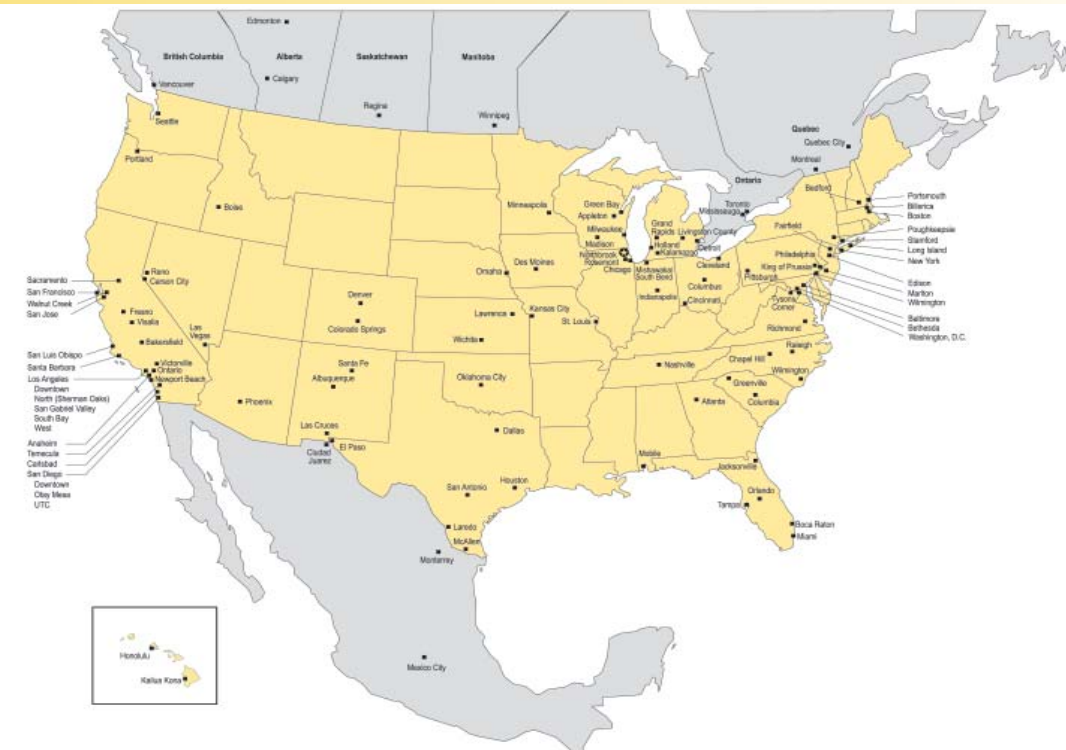 Edmonton
British Columbia
Alberta
Saskatchewan
Manitoba
Calgary
Vancouver
Regina
Winnipeg
Seattle
Portland
Boise
Quebec
Quebec City
Montreal
Ontario
Toronto
Mississauga
Bedford
Portsmouth
Billerica
Boston
Poughkeepsie
Stamford
Long Island
New York
Edison
Marlton
Wilmington
Baltimore
Bethesda
Washington, D.C.
Fairfield
Philadelphia
King of Prussia
Pittsburgh
Tysons
Corner
Richmond
Raleigh
Chapel Hill
Wilmington
Greenville
Columbia
Atlanta
Nashville
Minneapolis
Green Bay
Appleton
Milwaukee
Madison
Northbrook
Rosemont
Chicago
Grand
Rapids
Livingston County
Holland
Kalamazoo
Detroit
Mishawaka/
South Bend
Indianapolis
Cleveland
Columbus
Cincinnati
Des Moines
Omaha
Kansas City
Lawrence
St. Louis
Wichita
Denver
Colorado Springs
Santa Fe
Albuquerque
Oklahoma City
Dallas
Las Cruces
El Paso
Ciudad
Juarez
San Antonio
Houston
Laredo
McAllen
Monterrey
Mexico City
Mobile
Jacksonville
Orlando
Tampa
Boca Raton
Miami
Reno
Carson City
Sacramento
San Francisco
Walnut Creek
San Jose
Fresno
Visalia
Las
Vegas
Bakersfield
San Luis Obispo
Santa Barbara
Victorville
Ontario
Newport Beach
Los Angeles
Downtown
North (Sherman Oaks)
San Gabriel Valley
South Bay
West
Anaheim
Temecula
Carlsbad
San Diego
Downtown
Otay Mesa
UTC
Phoenix
Honolulu
Kailua Kona